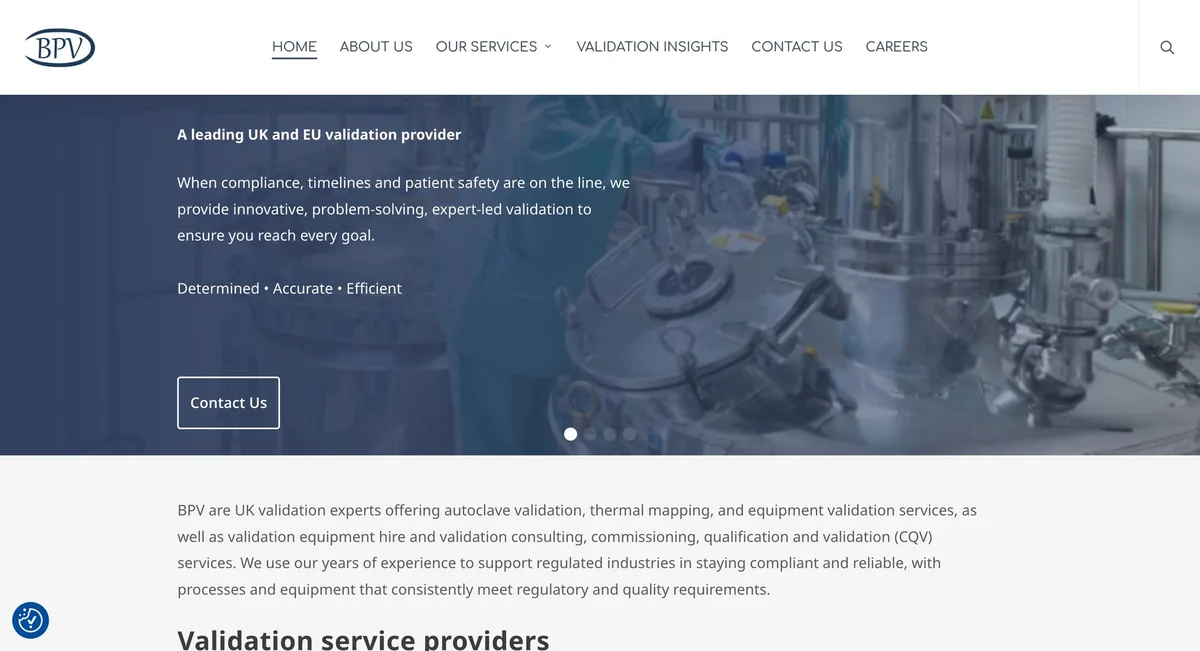 BPV
HOME
ABOUT US
OUR SERVICES
VALIDATION INSIGHTS
CONTACT US
CAREERS
A leading UK and EU validation provider
When compliance, timelines and patient safety are on the line, we
provide innovative, problem-solving, expert-led validation to
ensure you reach every goal.
Determined • Accurate • Efficient
Contact Us
BPV are UK validation experts offering autoclave validation, thermal mapping, and equipment validation services, as
well as validation equipment hire and validation consulting, commissioning, qualification and validation (CQV)
services. We use our years of experience to support regulated industries in staying compliant and reliable, with
processes and equipment that consistently meet regulatory and quality requirements.
Validation service providers